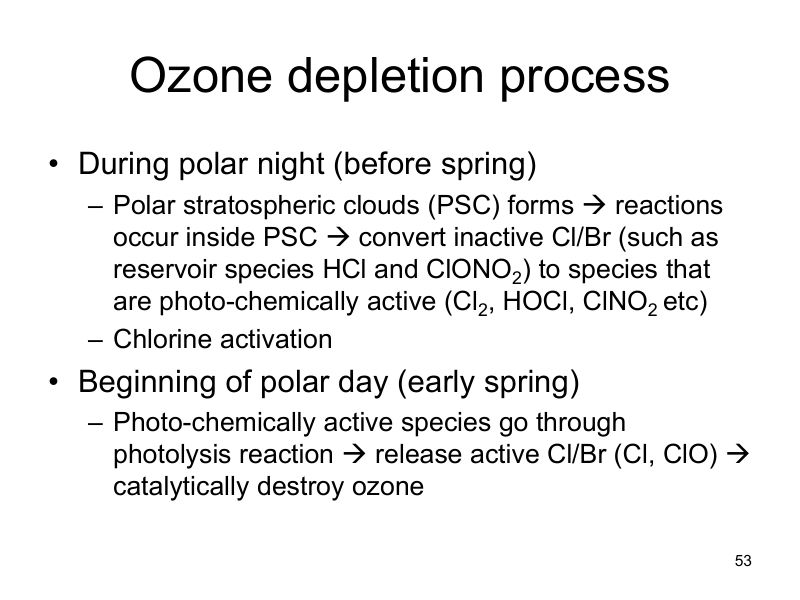 Ozone depletion process
• During polar night (before spring)
– Polar stratospheric clouds (PSC) forms → reactions
occur inside PSC → convert inactive Cl/Br (such as
reservoir species HCl and ClONO₂) to species that
are photo-chemically active (Cl₂, HOCl, ClNO₂ etc)
– Chlorine activation
• Beginning of polar day (early spring)
– Photo-chemically active species go through
photolysis reaction → release active Cl/Br (Cl, ClO) →
catalytically destroy ozone
53